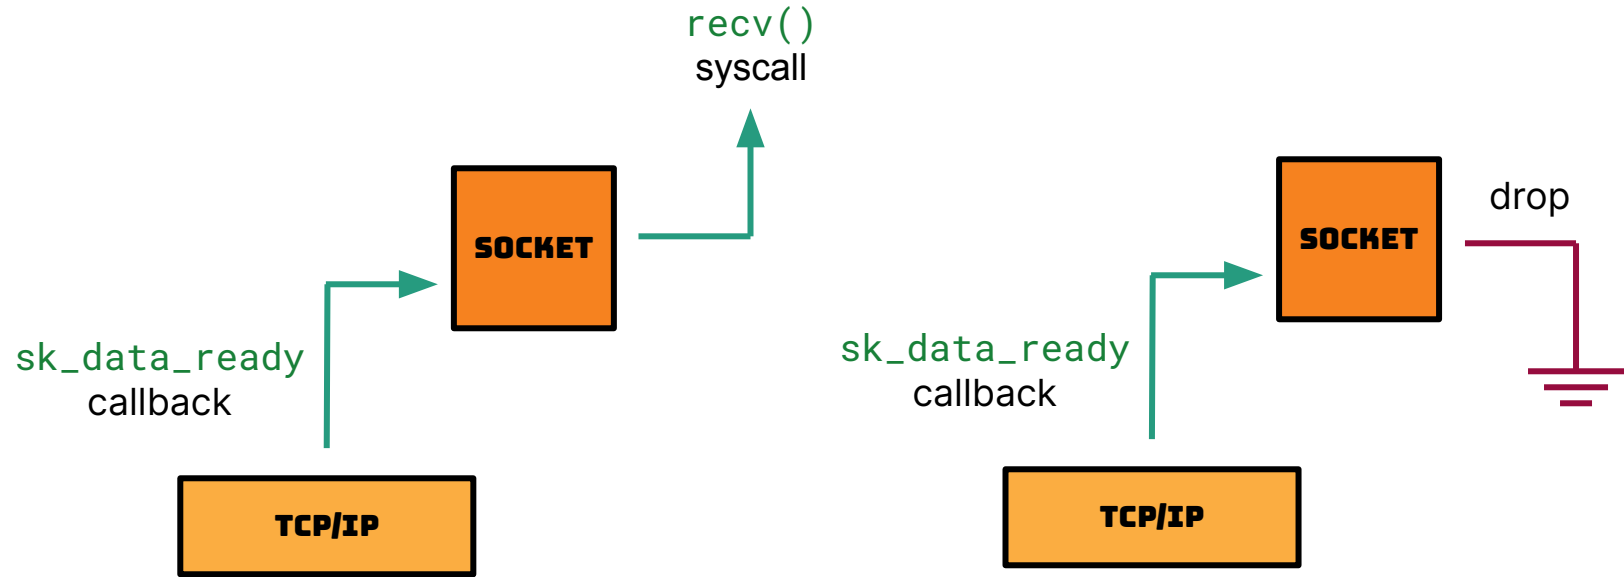 recv()
syscall
SOCKET
sk_data_ready
callback
TCP/IP
drop
SOCKET
sk_data_ready
callback
TCP/IP